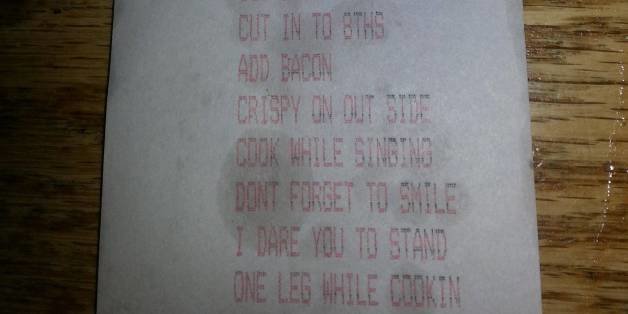 CUT IN TO 8THS
ADD BACON
CRISPY ON OUT SIDE
COOK WHILE SINGING
DONT FORGET TO SMILE
I DARE YOU TO STAND
ONE LEG WHILE COOKIN